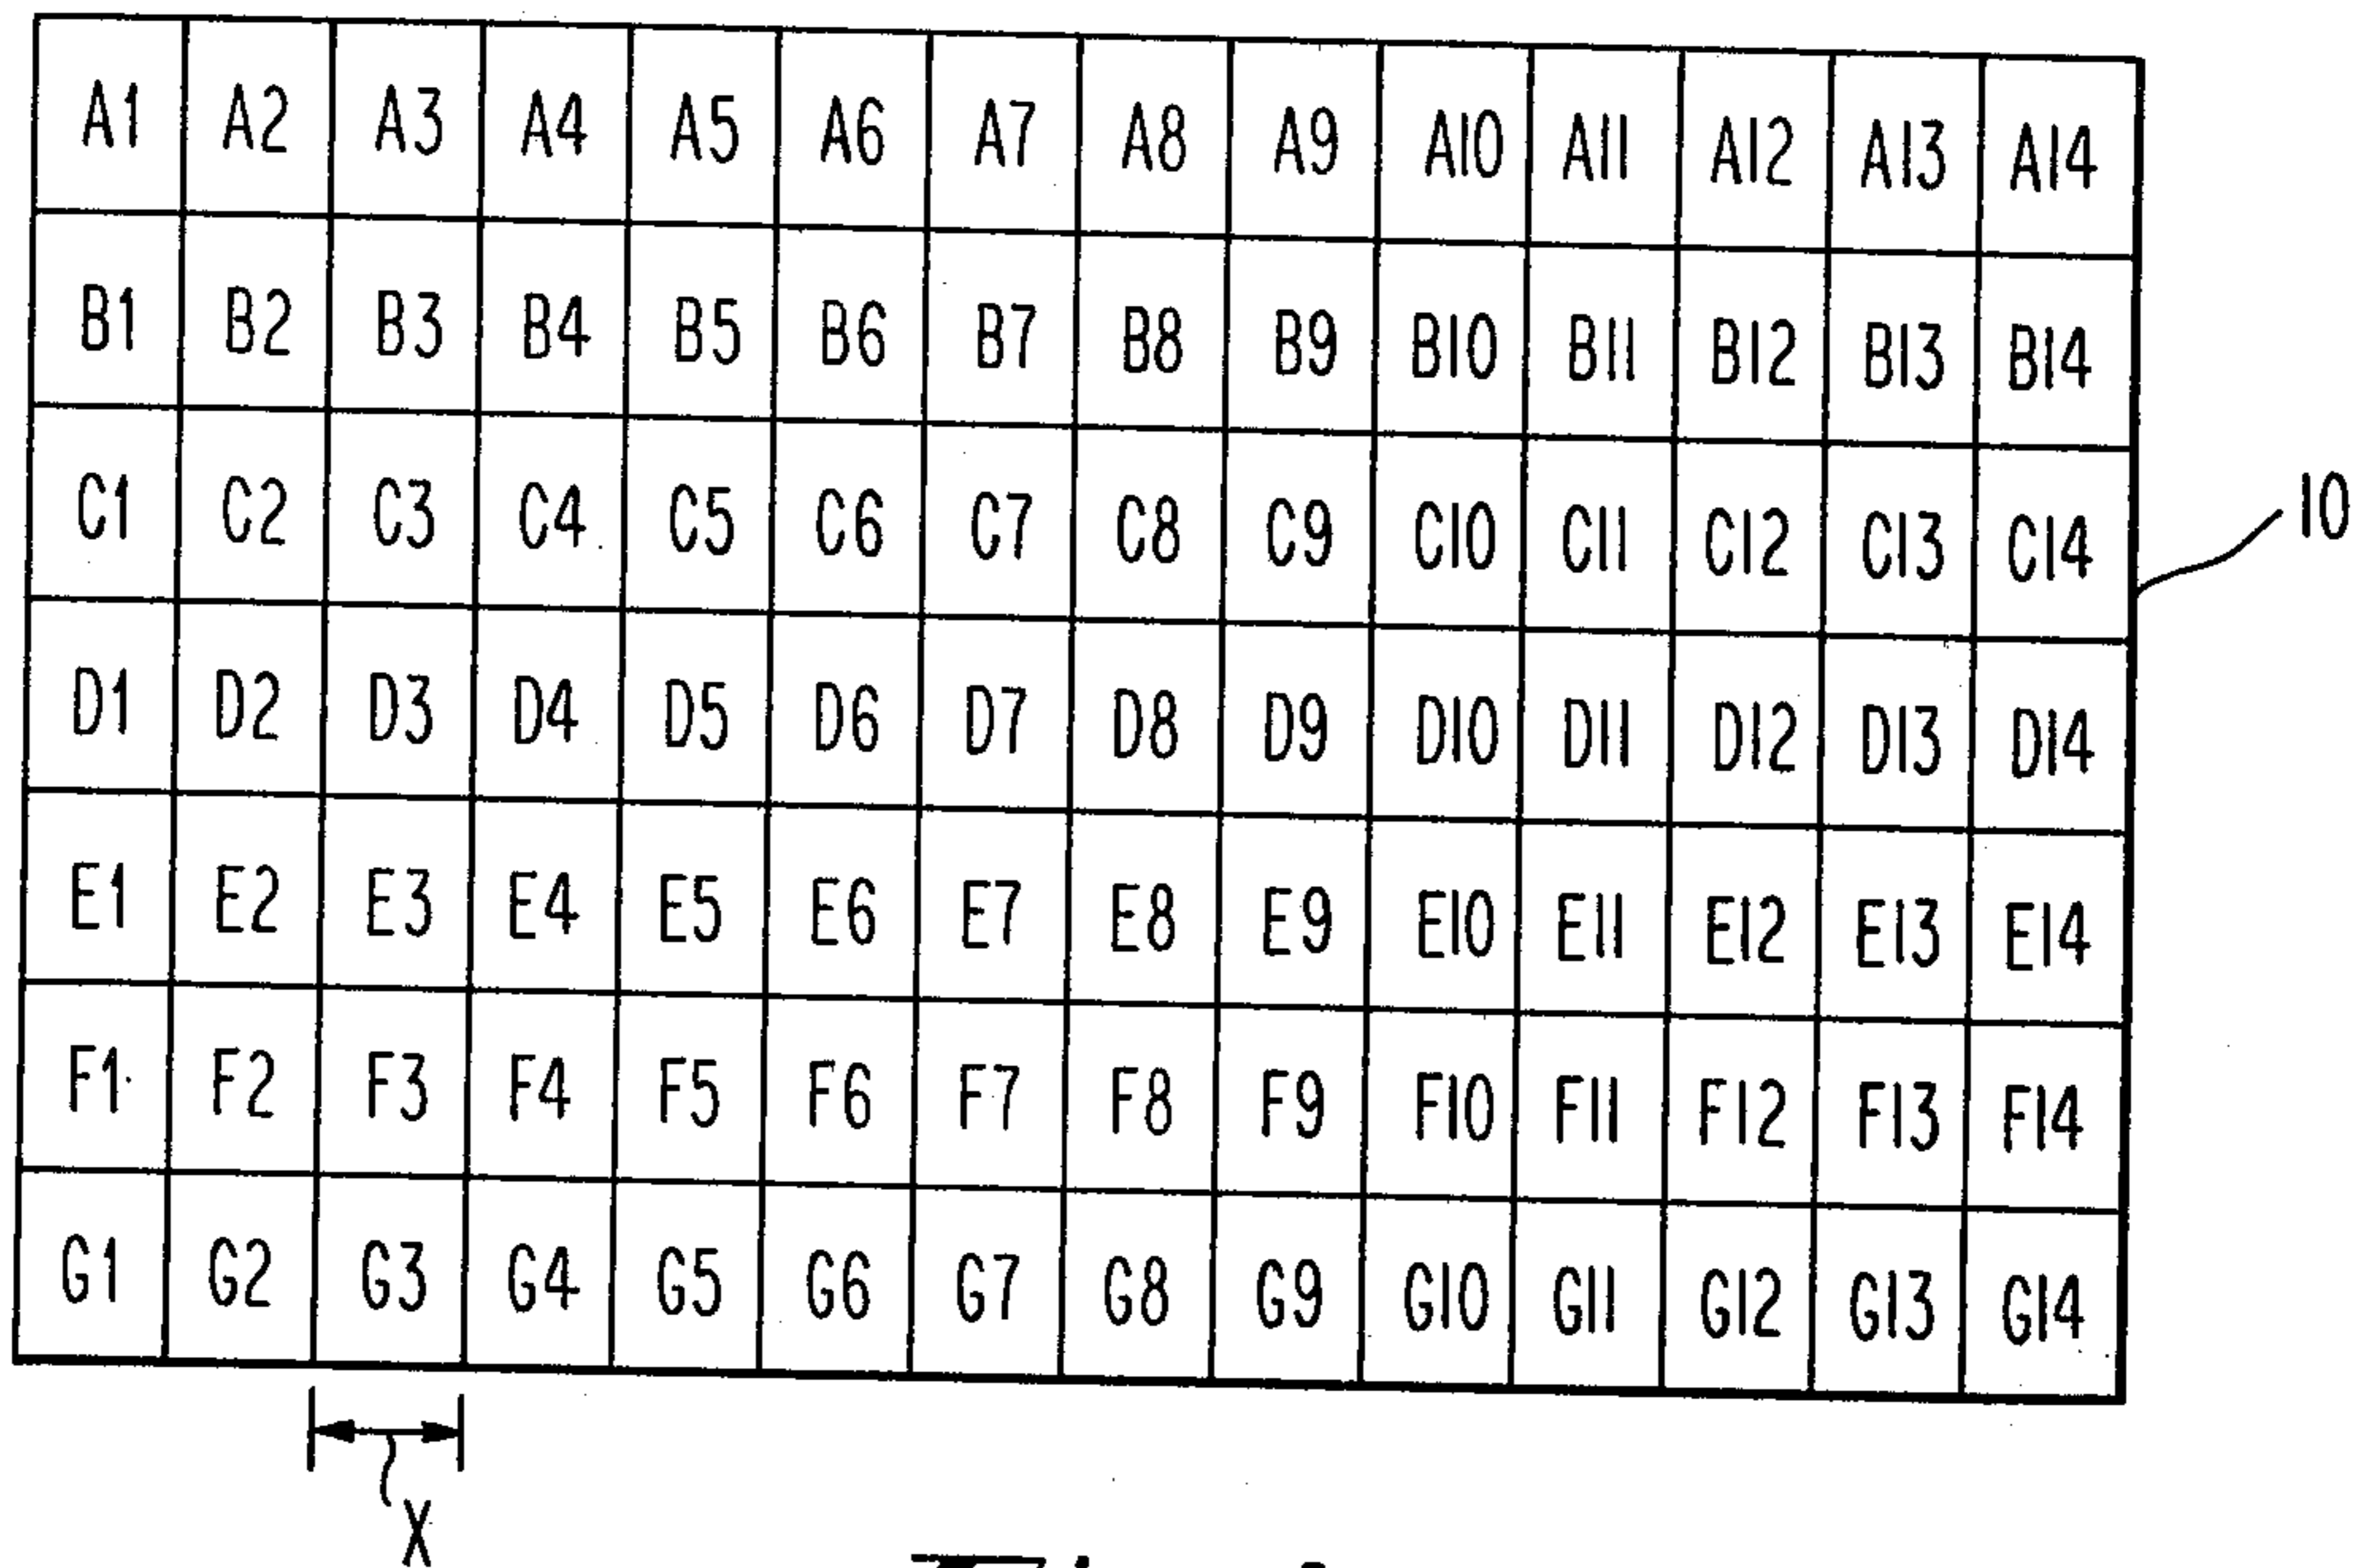 A1 A2 A3 A4 A5 A6 A7 A8 A9 A10 A11 A12 A13 A14
B1 B2 B3 B4 B5 B6 B7 B8 B9 B10 B11 B12 B13 B14
C1 C2 C3 C4 C5 C6 C7 C8 C9 C10 C11 C12 C13 C14
10
D1 D2 D3 D4 D5 D6 D7 D8 D9 D10 D11 D12 D13 D14
E1 E2 E3 E4 E5 E6 E7 E8 E9 E10 E11 E12 E13 E14
F1 F2 F3 F4 F5 F6 F7 F8 F9 F10 F11 F12 F13 F14
G1 G2 G3 G4 G5 G6 G7 G8 G9 G10 G11 G12 G13 G14
X